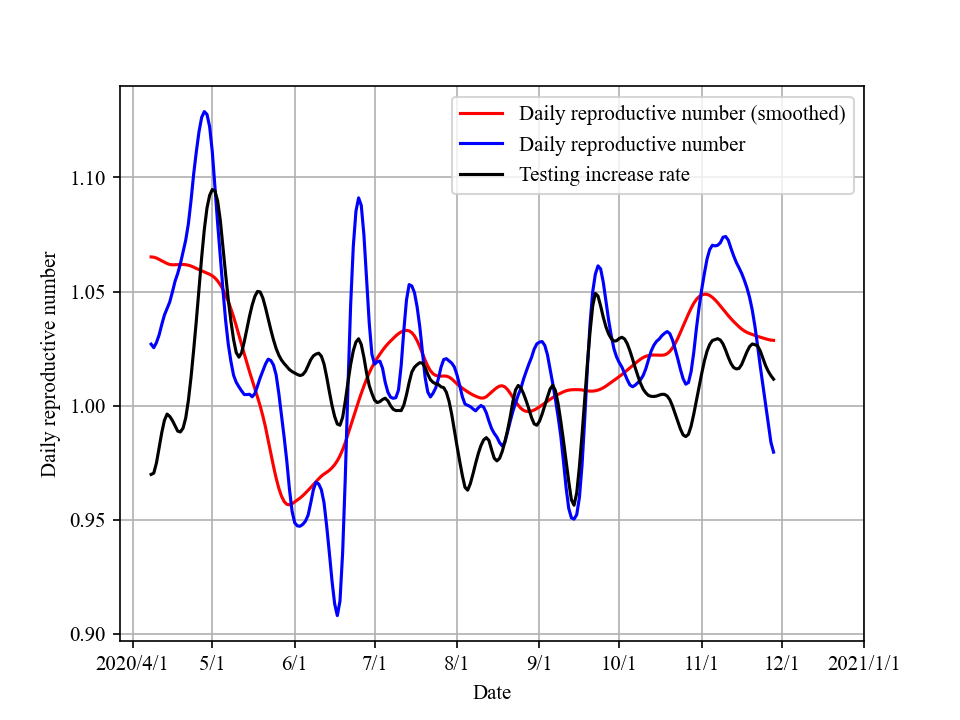 Daily reproductive number (smoothed)
Daily reproductive number
Testing increase rate
Daily reproductive number
1.10
1.05
1.00
0.95
0.90
2020/4/1 5/1 6/1 7/1 8/1 9/1 10/1 11/1 12/1 2021/1/1
Date